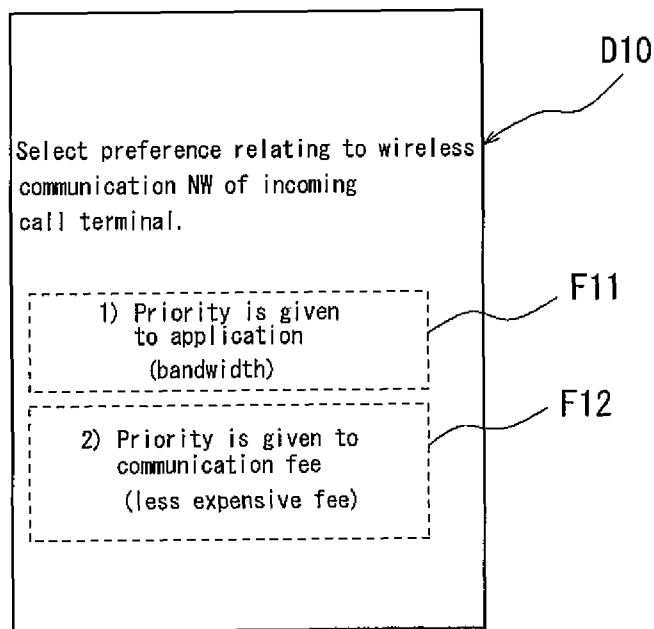 D10
Select preference relating to wireless
communication NW of incoming
call terminal.
1) Priority is given
to application
(bandwidth)
F11
2) Priority is given to
communication fee
(less expensive fee)
F12